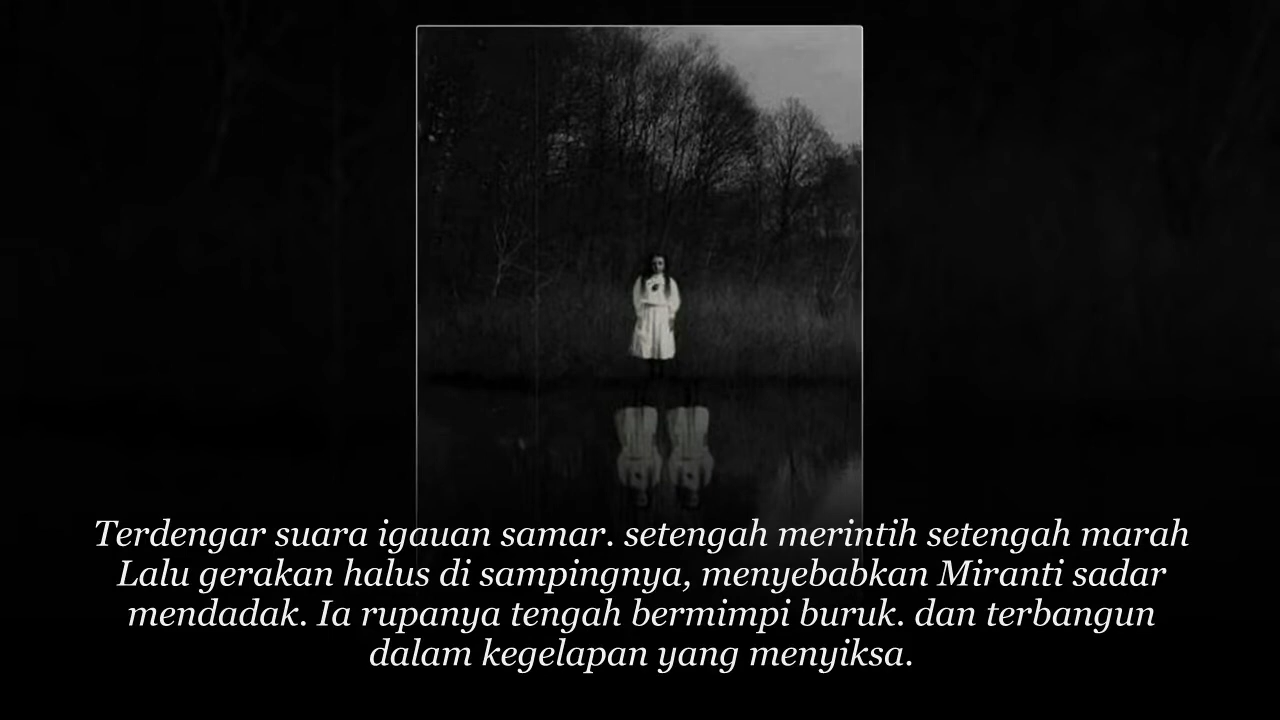 Terdengar suara igauan samar. setengah merintih setengah marah
Lalu gerakan halus di sampingnya, menyebabkan Miranti sadar
mendadak. Ia rupanya tengah bermimpi buruk. dan terbangun
dalam kegelapan yang menyiksa.